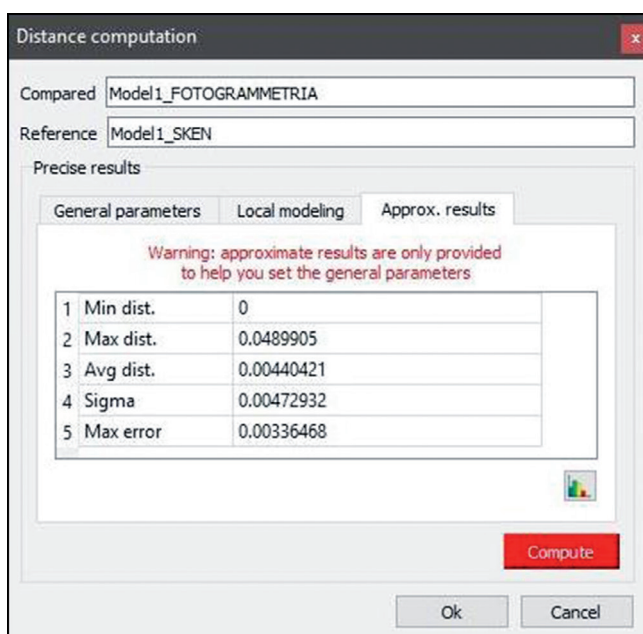 Distance computation
x
Compared Model1_FOTOGRAMMETRIA
Reference Model1_SKEN
Precise results
General parameters Local modeling Approx. results
Warning: approximate results are only provided
to help you set the general parameters
1 Min dist. 0
2 Max dist. 0.0489905
3 Avg dist. 0.00440421
4 Sigma 0.00472932
5 Max error 0.00336468
Compute
Ok Cancel